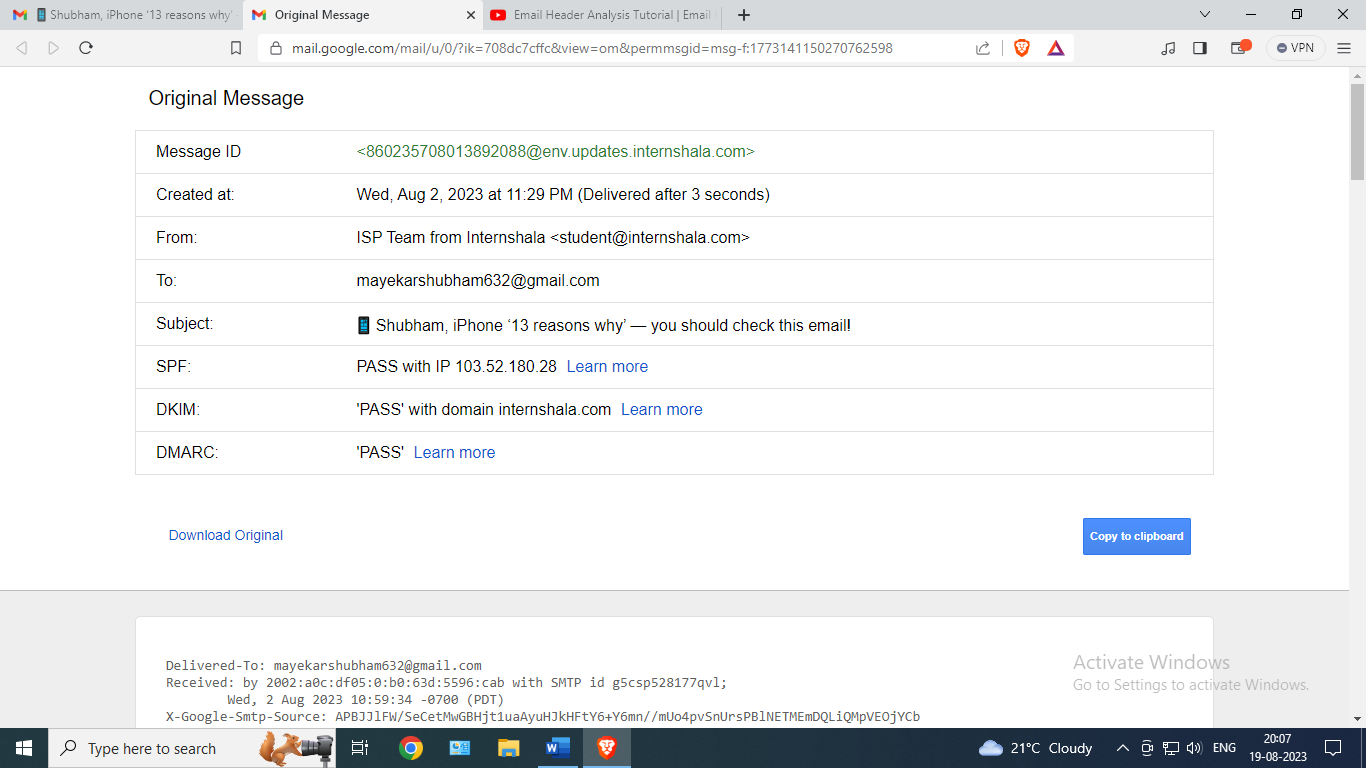 Shubham, iPhone ‘13 reasons why’
Original Message
Email Header Analysis Tutorial | Email
mail.google.com/mail/u/0/?ik=708dc7cffc&view=om&permmsgid=msg-f:1773141150270762598
VPN
Original Message
Message ID <860235708013892088@env.updates.internshala.com>
Created at: Wed, Aug 2, 2023 at 11:29 PM (Delivered after 3 seconds)
From: ISP Team from Internshala <student@internshala.com>
To: mayekarshubham632@gmail.com
Subject: 📱 Shubham, iPhone ‘13 reasons why’ — you should check this email!
SPF: PASS with IP 103.52.180.28 Learn more
DKIM: 'PASS' with domain internshala.com Learn more
DMARC: 'PASS' Learn more
Download Original
Copy to clipboard
Delivered-To: mayekarshubham632@gmail.com
Received: by 2002:a0c:df05:0:b0:63d:5596:cab with SMTP id g5csp528177qvl;
Wed, 2 Aug 2023 10:59:34 -0700 (PDT)
X-Google-Smtp-Source: APBJJlFW/SeCetMwGBHjt1uaAyuHJkHFtY6+Y6mn//mUo4pvSnUrsPBlNETMEmDQLiQMpVEOjYCb
Activate Windows
Go to Settings to activate Windows.
Type here to search
21°C Cloudy
ENG
20:07
19-08-2023